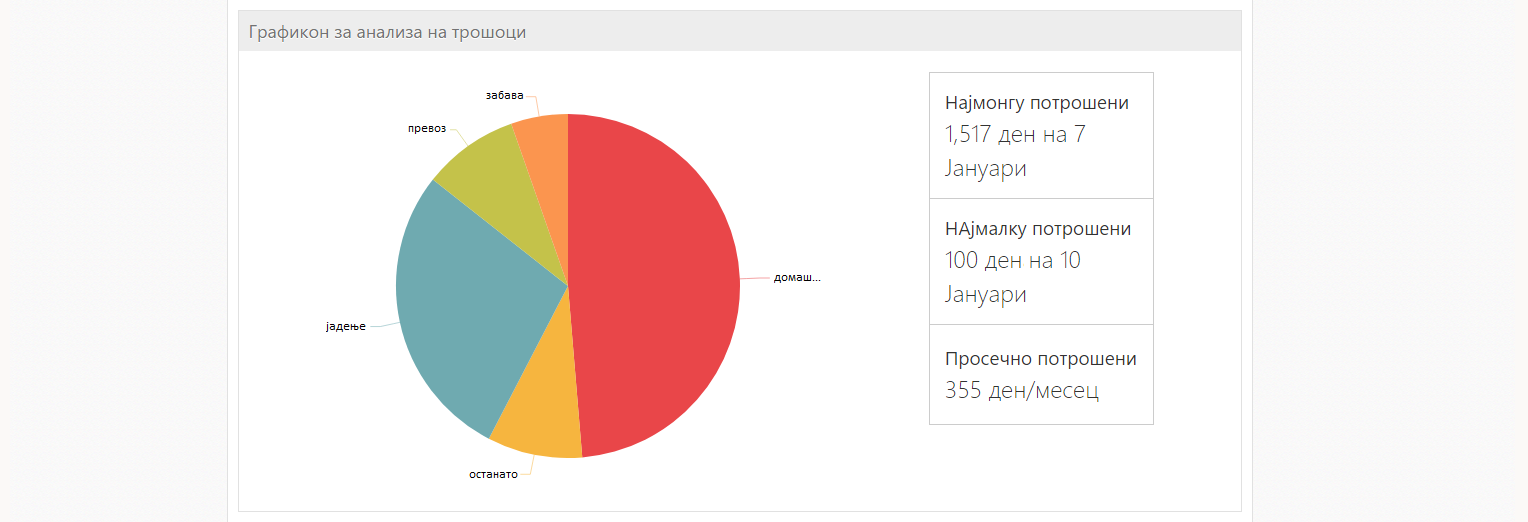 Графикон за анализа на трошоци
забава
превоз
домаш...
јадење
останато
Најмонгу потрошени
1,517 ден на 7
Јануари
НАјмалку потрошени
100 ден на 10
Јануари
Просечно потрошени
355 ден/месец